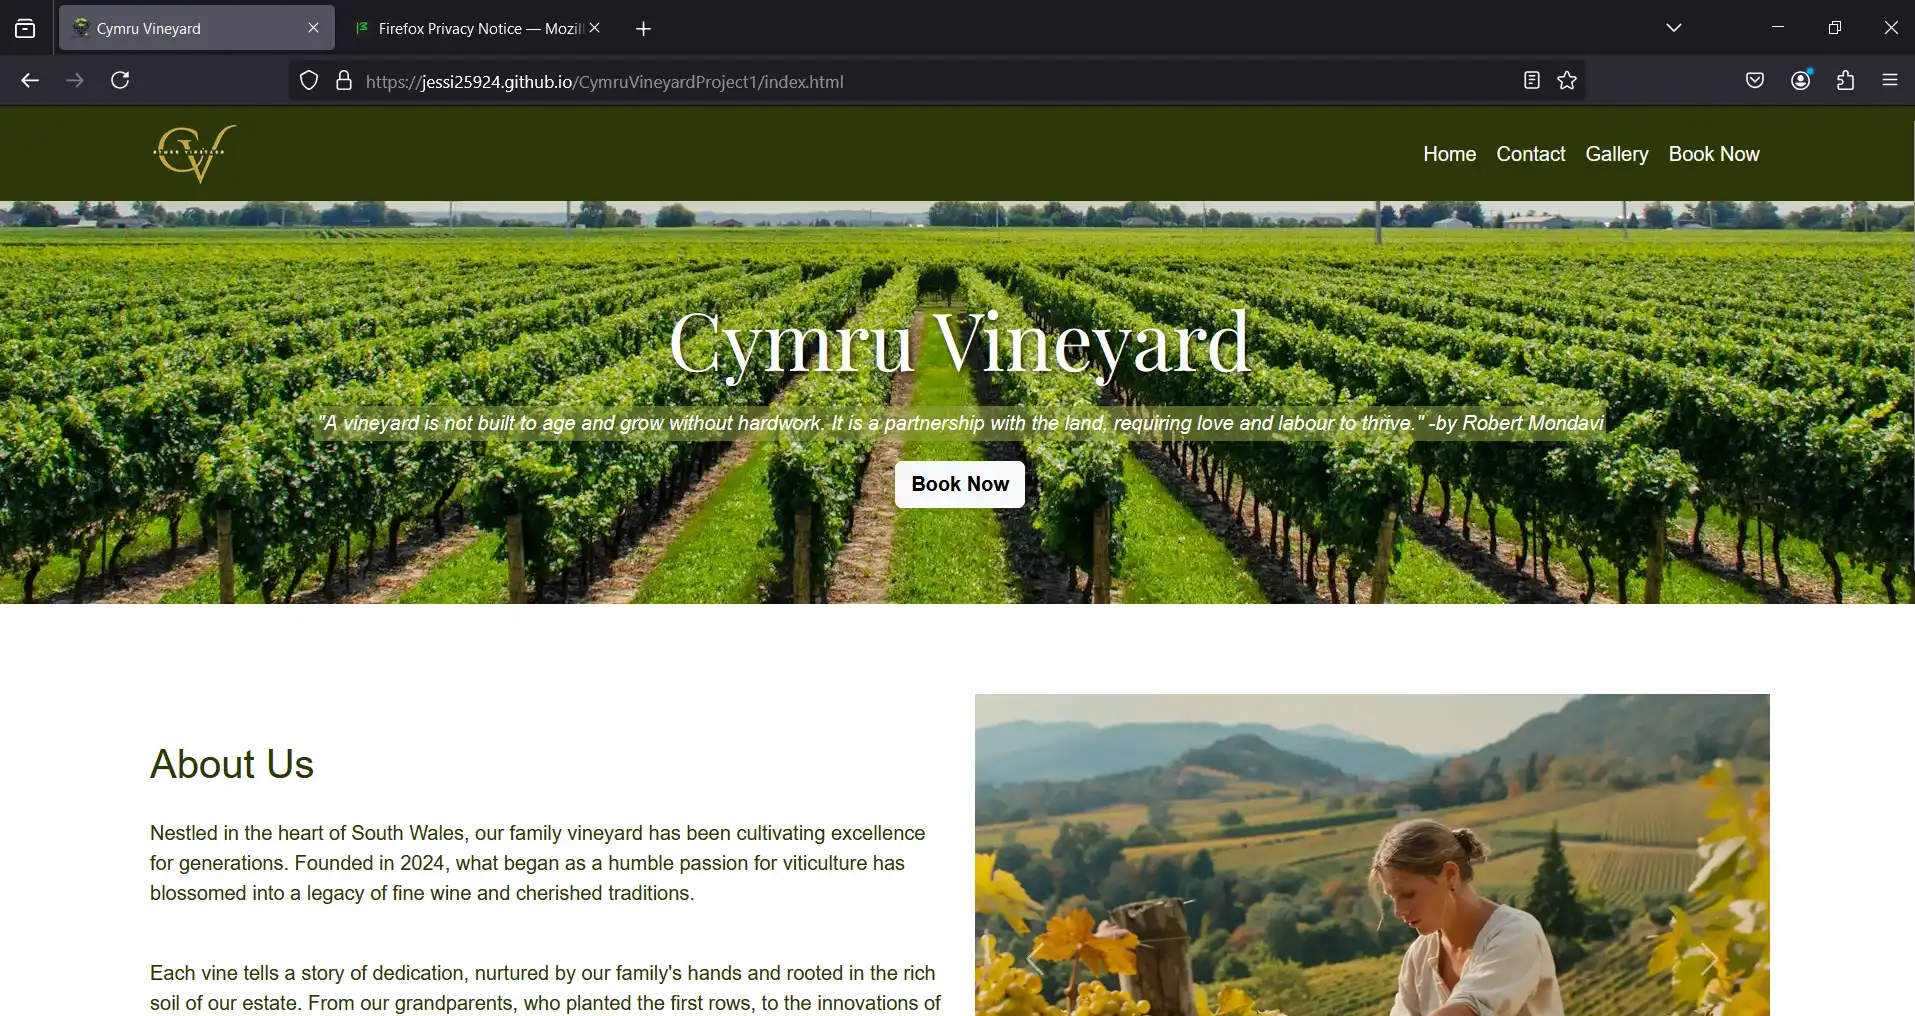 Cymru Vineyard
Firefox Privacy Notice — Mozil
https://jessi25924.github.io/CymruVineyardProject1/index.html
CV
CYMRU VINEYARD
Home Contact Gallery Book Now
Cymru Vineyard
"A vineyard is not built to age and grow without hardwork. It is a partnership with the land, requiring love and labour to thrive." -by Robert Mondavi
Book Now
About Us
Nestled in the heart of South Wales, our family vineyard has been cultivating excellence
for generations. Founded in 2024, what began as a humble passion for viticulture has
blossomed into a legacy of fine wine and cherished traditions.
Each vine tells a story of dedication, nurtured by our family's hands and rooted in the rich
soil of our estate. From our grandparents, who planted the first rows, to the innovations of